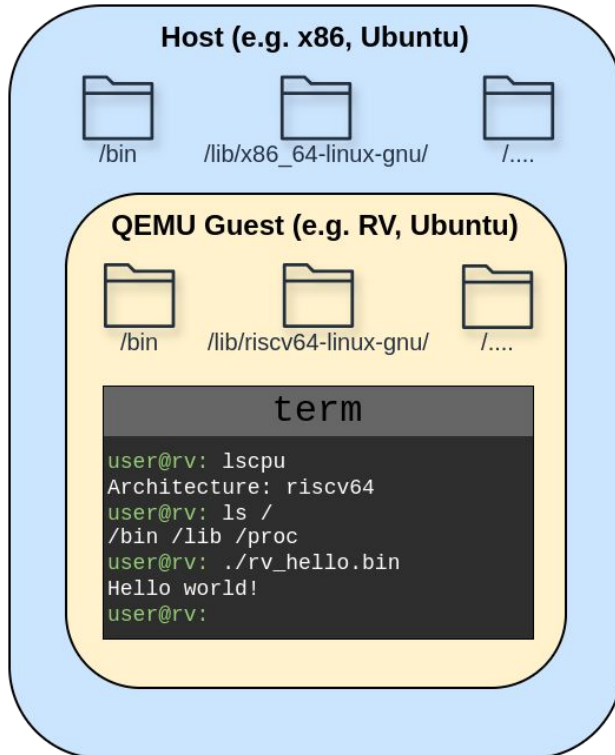 Host (e.g. x86, Ubuntu)
/bin /lib/x86_64-linux-gnu/ /....
QEMU Guest (e.g. RV, Ubuntu)
/bin /lib/riscv64-linux-gnu/ /....
term
user@rv: lscpu
Architecture: riscv64
user@rv: ls /
/bin /lib /proc
user@rv: ./rv_hello.bin
Hello world!
user@rv: